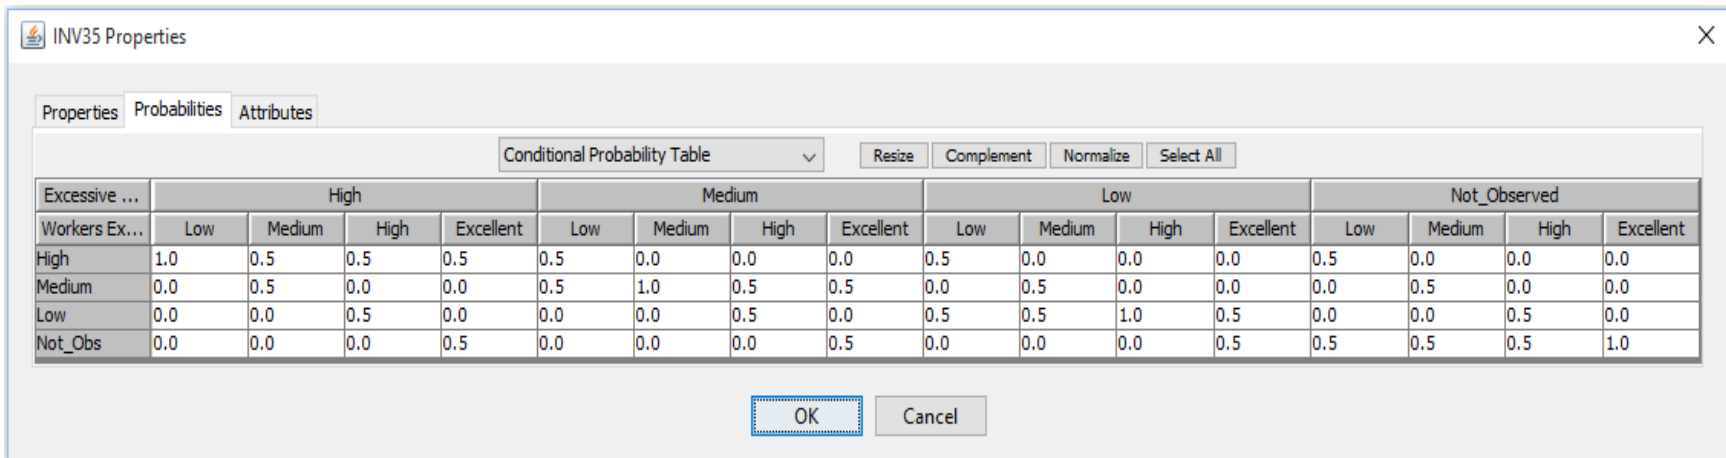 INV35 Properties
Properties Probabilities Attributes
Conditional Probability Table Resize Complement Normalize Select All
Excessive ... High Medium Low Not_Observed
Workers Ex... Low Medium High Excellent Low Medium High Excellent Low Medium High Excellent Low Medium High Excellent
High 1.0 0.5 0.5 0.5 0.5 0.0 0.0 0.0 0.5 0.0 0.0 0.0 0.5 0.0 0.0 0.0
Medium 0.0 0.5 0.0 0.0 0.5 1.0 0.5 0.5 0.0 0.5 0.0 0.0 0.0 0.5 0.0 0.0
Low 0.0 0.0 0.5 0.0 0.0 0.0 0.5 0.0 0.5 0.5 1.0 0.5 0.0 0.0 0.5 0.0
Not_Obs 0.0 0.0 0.0 0.5 0.0 0.0 0.0 0.5 0.0 0.0 0.0 0.5 0.5 0.5 0.5 1.0
OK Cancel